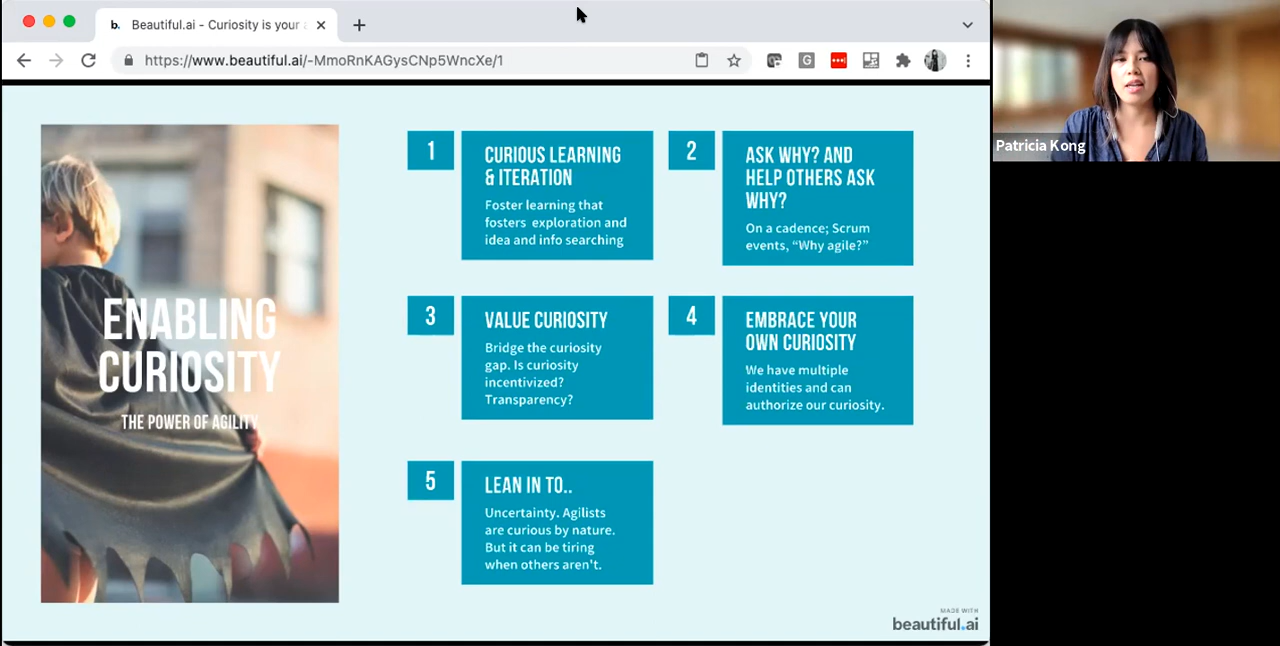 b. Beautiful.ai - Curiosity is your a
https://www.beautiful.ai/-MmoRnKAGysCNp5WncXe/1
G
Patricia Kong
ENABLING
CURIOSITY
THE POWER OF AGILITY
1
CURIOUS LEARNING
& ITERATION
Foster learning that
fosters exploration and
idea and info searching
2
ASK WHY? AND
HELP OTHERS ASK
WHY?
On a cadence; Scrum
events, “Why agile?”
3
VALUE CURIOSITY
Bridge the curiosity
gap. Is curiosity
incentivized?
Transparency?
4
EMBRACE YOUR
OWN CURIOSITY
We have multiple
identities and can
authorize our curiosity.
5
LEAN IN TO..
Uncertainty. Agilists
are curious by nature.
But it can be tiring
when others aren't.
MADE WITH
beautiful.ai